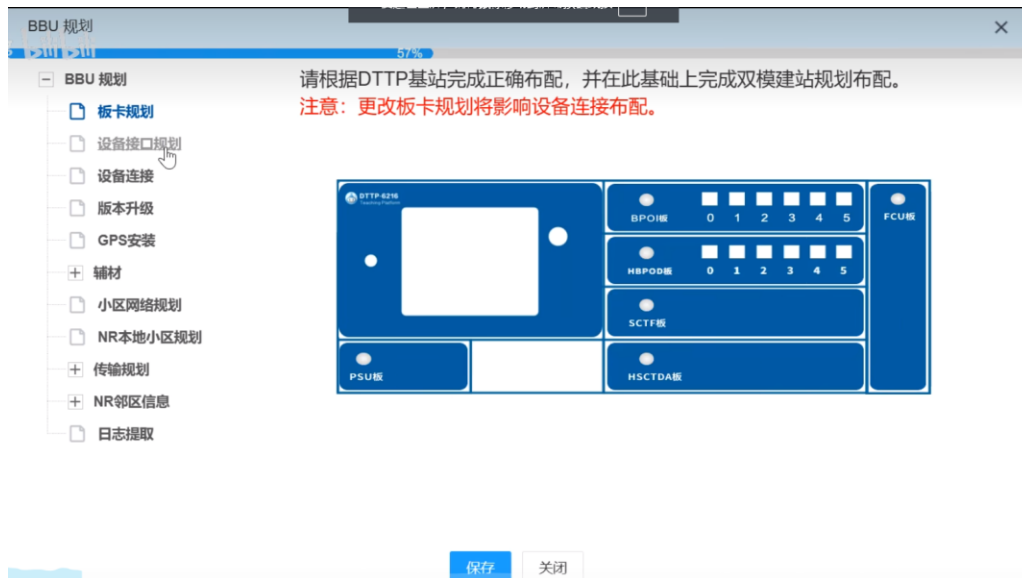 BBU 规划
57%
BBU 规划
板卡规划
设备接口规划
设备连接
版本升级
GPS安装
辅材
小区网络规划
NR本地小区规划
传输规划
NR邻区信息
日志提取
请根据DTTP基站完成正确布配，并在此基础上完成双模建站规划布配。
注意：更改板卡规划将影响设备连接布配。
DTTP-6216
Teaching Platform
BPOI板 0 1 2 3 4 5
HBPOD板 0 1 2 3 4 5
SCTF板
HSCTDA板
FCU板
PSU板
保存
关闭